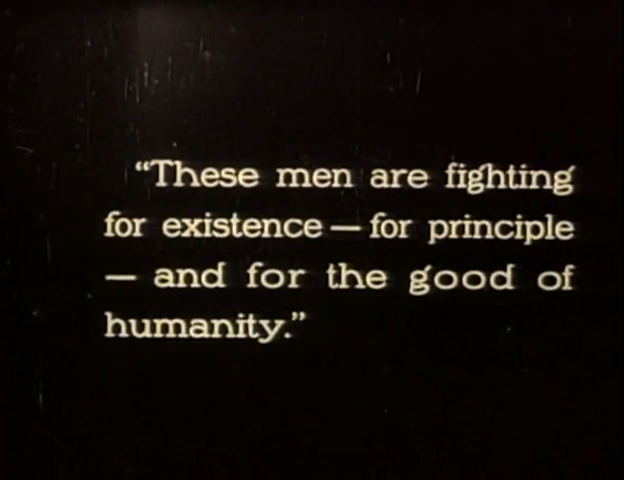 “These men are fighting
for existence — for principle
— and for the good of
humanity.”